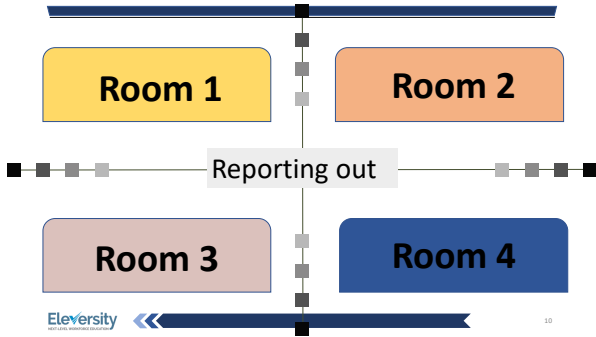 Room 1
Room 2
Reporting out
Room 3
Room 4
Eleversity
NEXT-LEVEL WORKFORCE EDUCATION
10